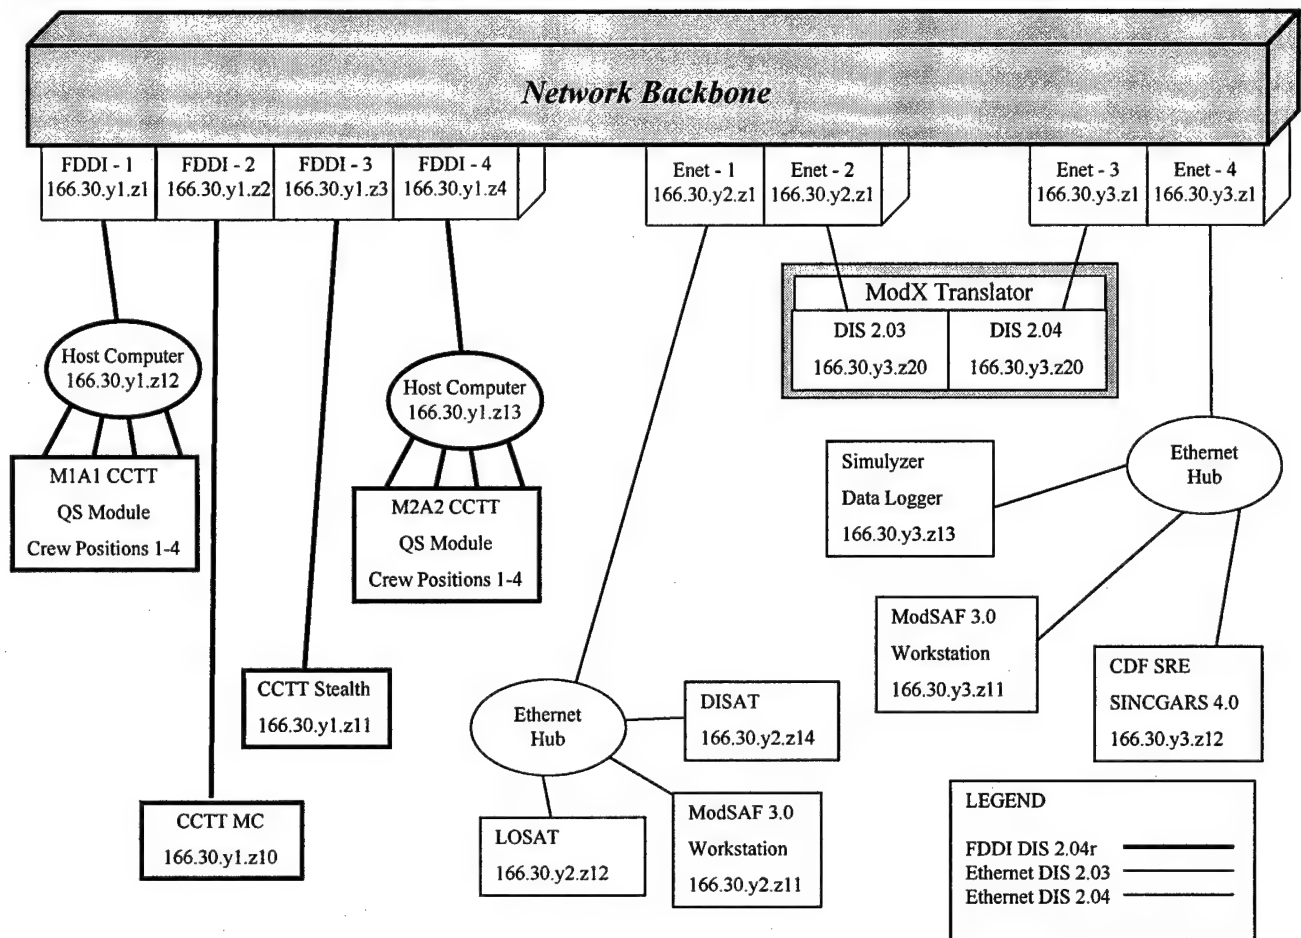 Network Backbone
FDDI - 1
166.30.y1.z1
FDDI - 2
166.30.y1.z2
FDDI - 3
166.30.y1.z3
FDDI - 4
166.30.y1.z4
Enet - 1
166.30.y2.z1
Enet - 2
166.30.y2.z1
Enet - 3
166.30.y3.z1
Enet - 4
166.30.y3.z1
ModX Translator
DIS 2.03
166.30.y3.z20
DIS 2.04
166.30.y3.z20
Host Computer
166.30.y1.z12
Host Computer
166.30.y1.z13
M1A1 CCTT
QS Module
Crew Positions 1-4
M2A2 CCTT
QS Module
Crew Positions 1-4
Simulyzer
Data Logger
166.30.y3.z13
Ethernet
Hub
ModSAF 3.0
Workstation
166.30.y3.z11
CDF SRE
SINCGARS 4.0
166.30.y3.z12
CCTT Stealth
166.30.y1.z11
Ethernet
Hub
DISAT
166.30.y2.z14
CCTT MC
166.30.y1.z10
LOSAT
166.30.y2.z12
ModSAF 3.0
Workstation
166.30.y2.z11
LEGEND
FDDI DIS 2.04r
Ethernet DIS 2.03
Ethernet DIS 2.04